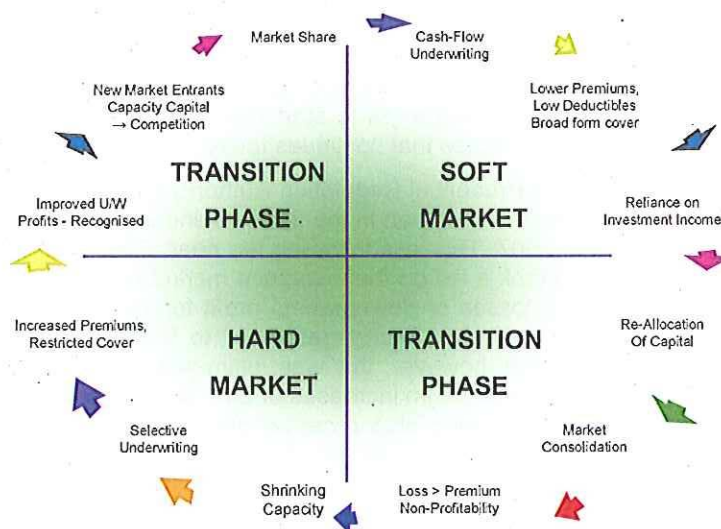 Market Share
Cash-Flow
Underwriting
New Market Entrants
Capacity Capital
→ Competition
Lower Premiums,
Low Deductibles
Broad form cover
TRANSITION
PHASE
SOFT
MARKET
Improved U/W
Profits - Recognised
Reliance on
Investment Income
Increased Premiums,
Restricted Cover
HARD
MARKET
TRANSITION
PHASE
Re-Allocation
Of Capital
Selective
Underwriting
Market
Consolidation
Shrinking
Capacity
Loss > Premium
Non-Profitability